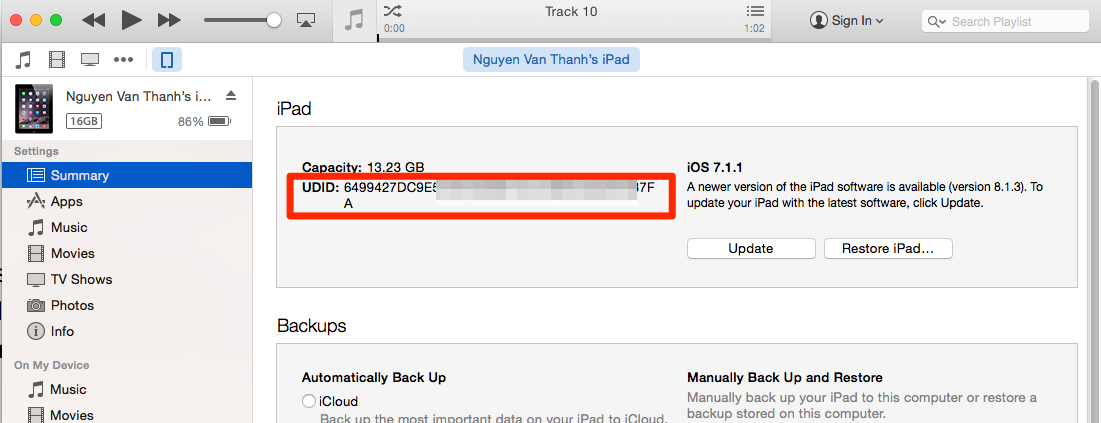 Track 10
0:00
1:02
Sign In
Search Playlist
Nguyen Van Thanh's iPad
Nguyen Van Thanh's i...
16GB
86%
Settings
Summary
Apps
Music
Movies
TV Shows
Photos
Info
On My Device
Music
Movies
iPad
Capacity: 13.23 GB
UDID: 6499427DC9E
7F
A
iOS 7.1.1
A newer version of the iPad software is available (version 8.1.3). To
update your iPad with the latest software, click Update.
Update
Restore iPad...
Backups
Automatically Back Up
iCloud
Back up the most important data on your iPad to iCloud.
Manually Back Up and Restore
Manually back up your iPad to this computer or restore a
backup stored on this computer.